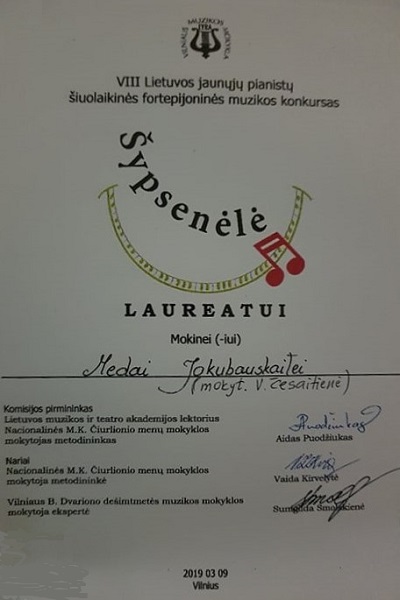 VIII Lietuvos jaunųjų pianistų
šiuolaikinės fortepijoninės muzikos konkursas
Šypsenėlė
LAUREATUI
Mokinei (-iui)
Medai Jokubauskaitei
(mokyt. V. Česaitienė)
Komisijos pirmininkas
Lietuvos muzikos ir teatro akademijos lektorius
Nacionalinės M.K. Čiurlionio menų mokyklos
mokytojas metodininkas
Aidas Puodžiukas
Nariai
Nacionalinės M.K. Čiurlionio menų mokyklos
mokytoja metodininkė
Vaida Kirvelytė
Vilniaus B. Dvariono dešimtmetės muzikos mokyklos
mokytoja ekspertė
2019 03 09
Vilnius